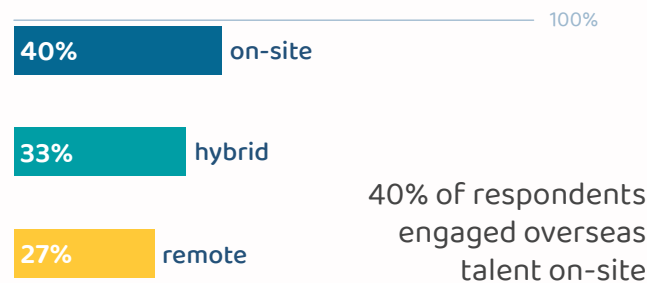 100%
40% on-site
33% hybrid
27% remote
40% of respondents
engaged overseas
talent on-site